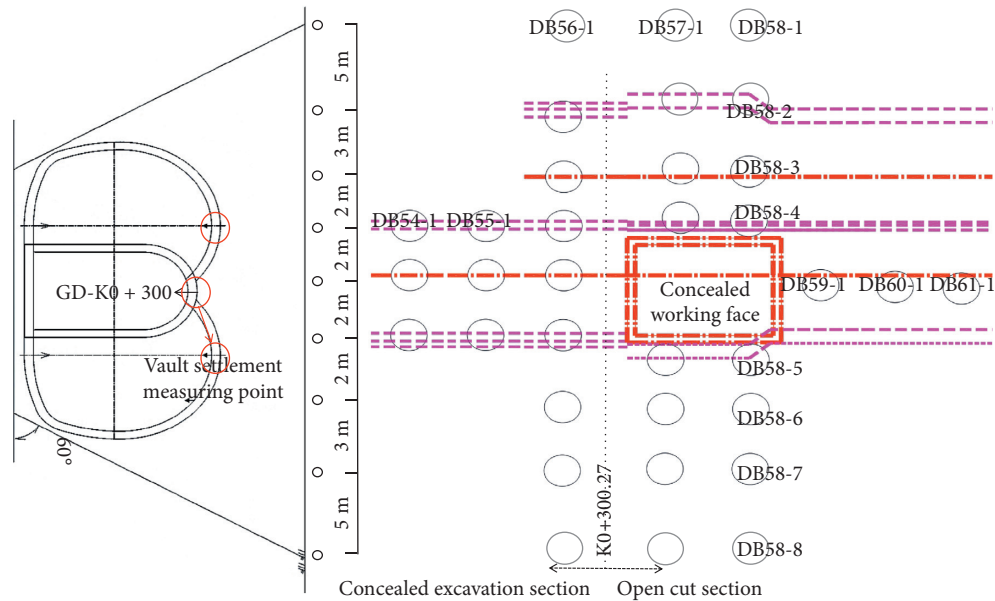 DB56-1
DB57-1
DB58-1
5 m
DB58-2
3 m
DB58-3
2 m
DB54-1
DB55-1
DB58-4
2 m
GD-K0 + 300
Concealed
working face
DB59-1
DB60-1
DB61-1
2 m
Vault settlement
measuring point
2 m
DB58-5
DB58-6
3 m
60°
DB58-7
K0+300.27
5 m
DB58-8
Concealed excavation section
Open cut section